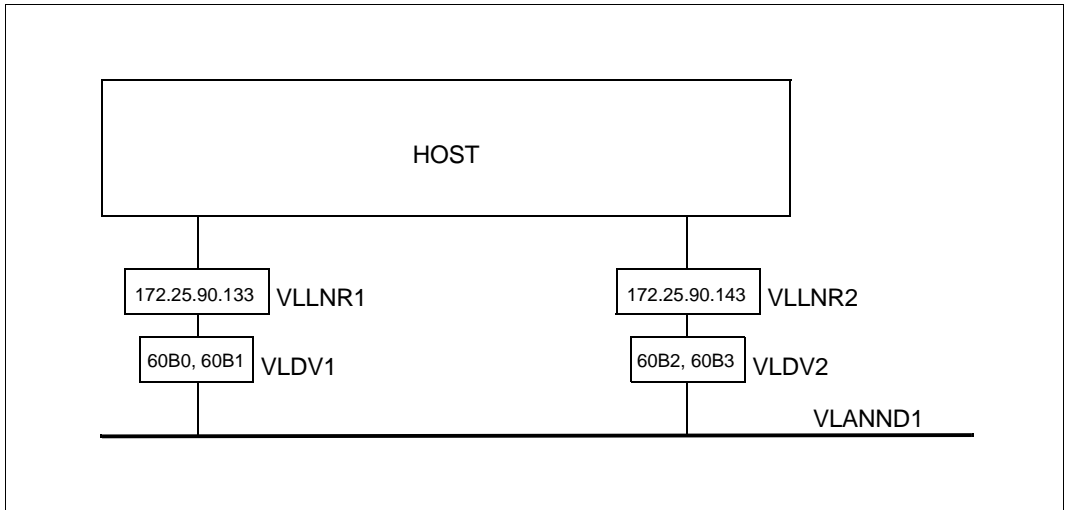 HOST
172.25.90.133 VLLNR1
172.25.90.143 VLLNR2
60B0, 60B1 VLDV1
60B2, 60B3 VLDV2
VLANND1